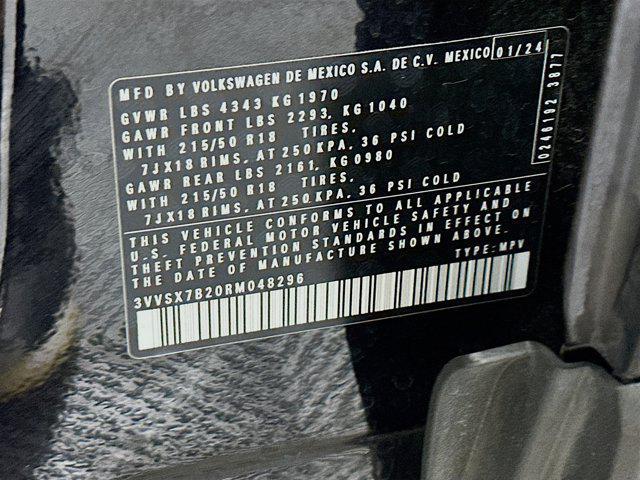 MFD BY VOLKSWAGEN DE MEXICO S.A. DE C.V. MEXICO 01/24
GVWR LBS 4343 KG 1970
GAWR FRONT LBS 2293, KG 1040
WITH 215/50 R18 TIRES,
7JX18 RIMS, AT 250 KPA, 36 PSI COLD
GAWR REAR LBS 2161, KG 0980
WITH 215/50 R18 TIRES,
7JX18 RIMS, AT 250 KPA, 36 PSI COLD
THIS VEHICLE CONFORMS TO ALL APPLICABLE
U.S. FEDERAL MOTOR VEHICLE SAFETY AND
THEFT PREVENTION STANDARDS IN EFFECT ON
THE DATE OF MANUFACTURE SHOWN ABOVE.
3VVSX7B20RM048296 TYPE: MPV
0246192 3877